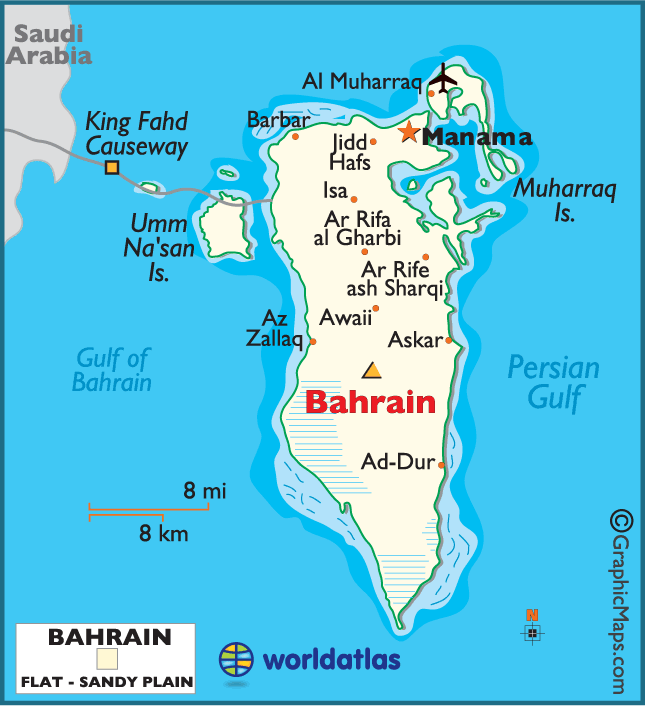 Saudi
Arabia
Al Muharraq
King Fahd
Causeway
Barbar
Manama
Jidd
Hafs
Muharraq
Is.
Isa
Umm
Na'san
Is.
Ar Rifa
al Gharbi
Ar Rife
ash Sharqi
Az
Zallaq
Awaii
Askar
Gulf of
Bahrain
Persian
Gulf
Bahrain
Ad-Dur
8 mi
8 km
©GraphicMaps.com
N
BAHRAIN
FLAT - SANDY PLAIN
worldatlas